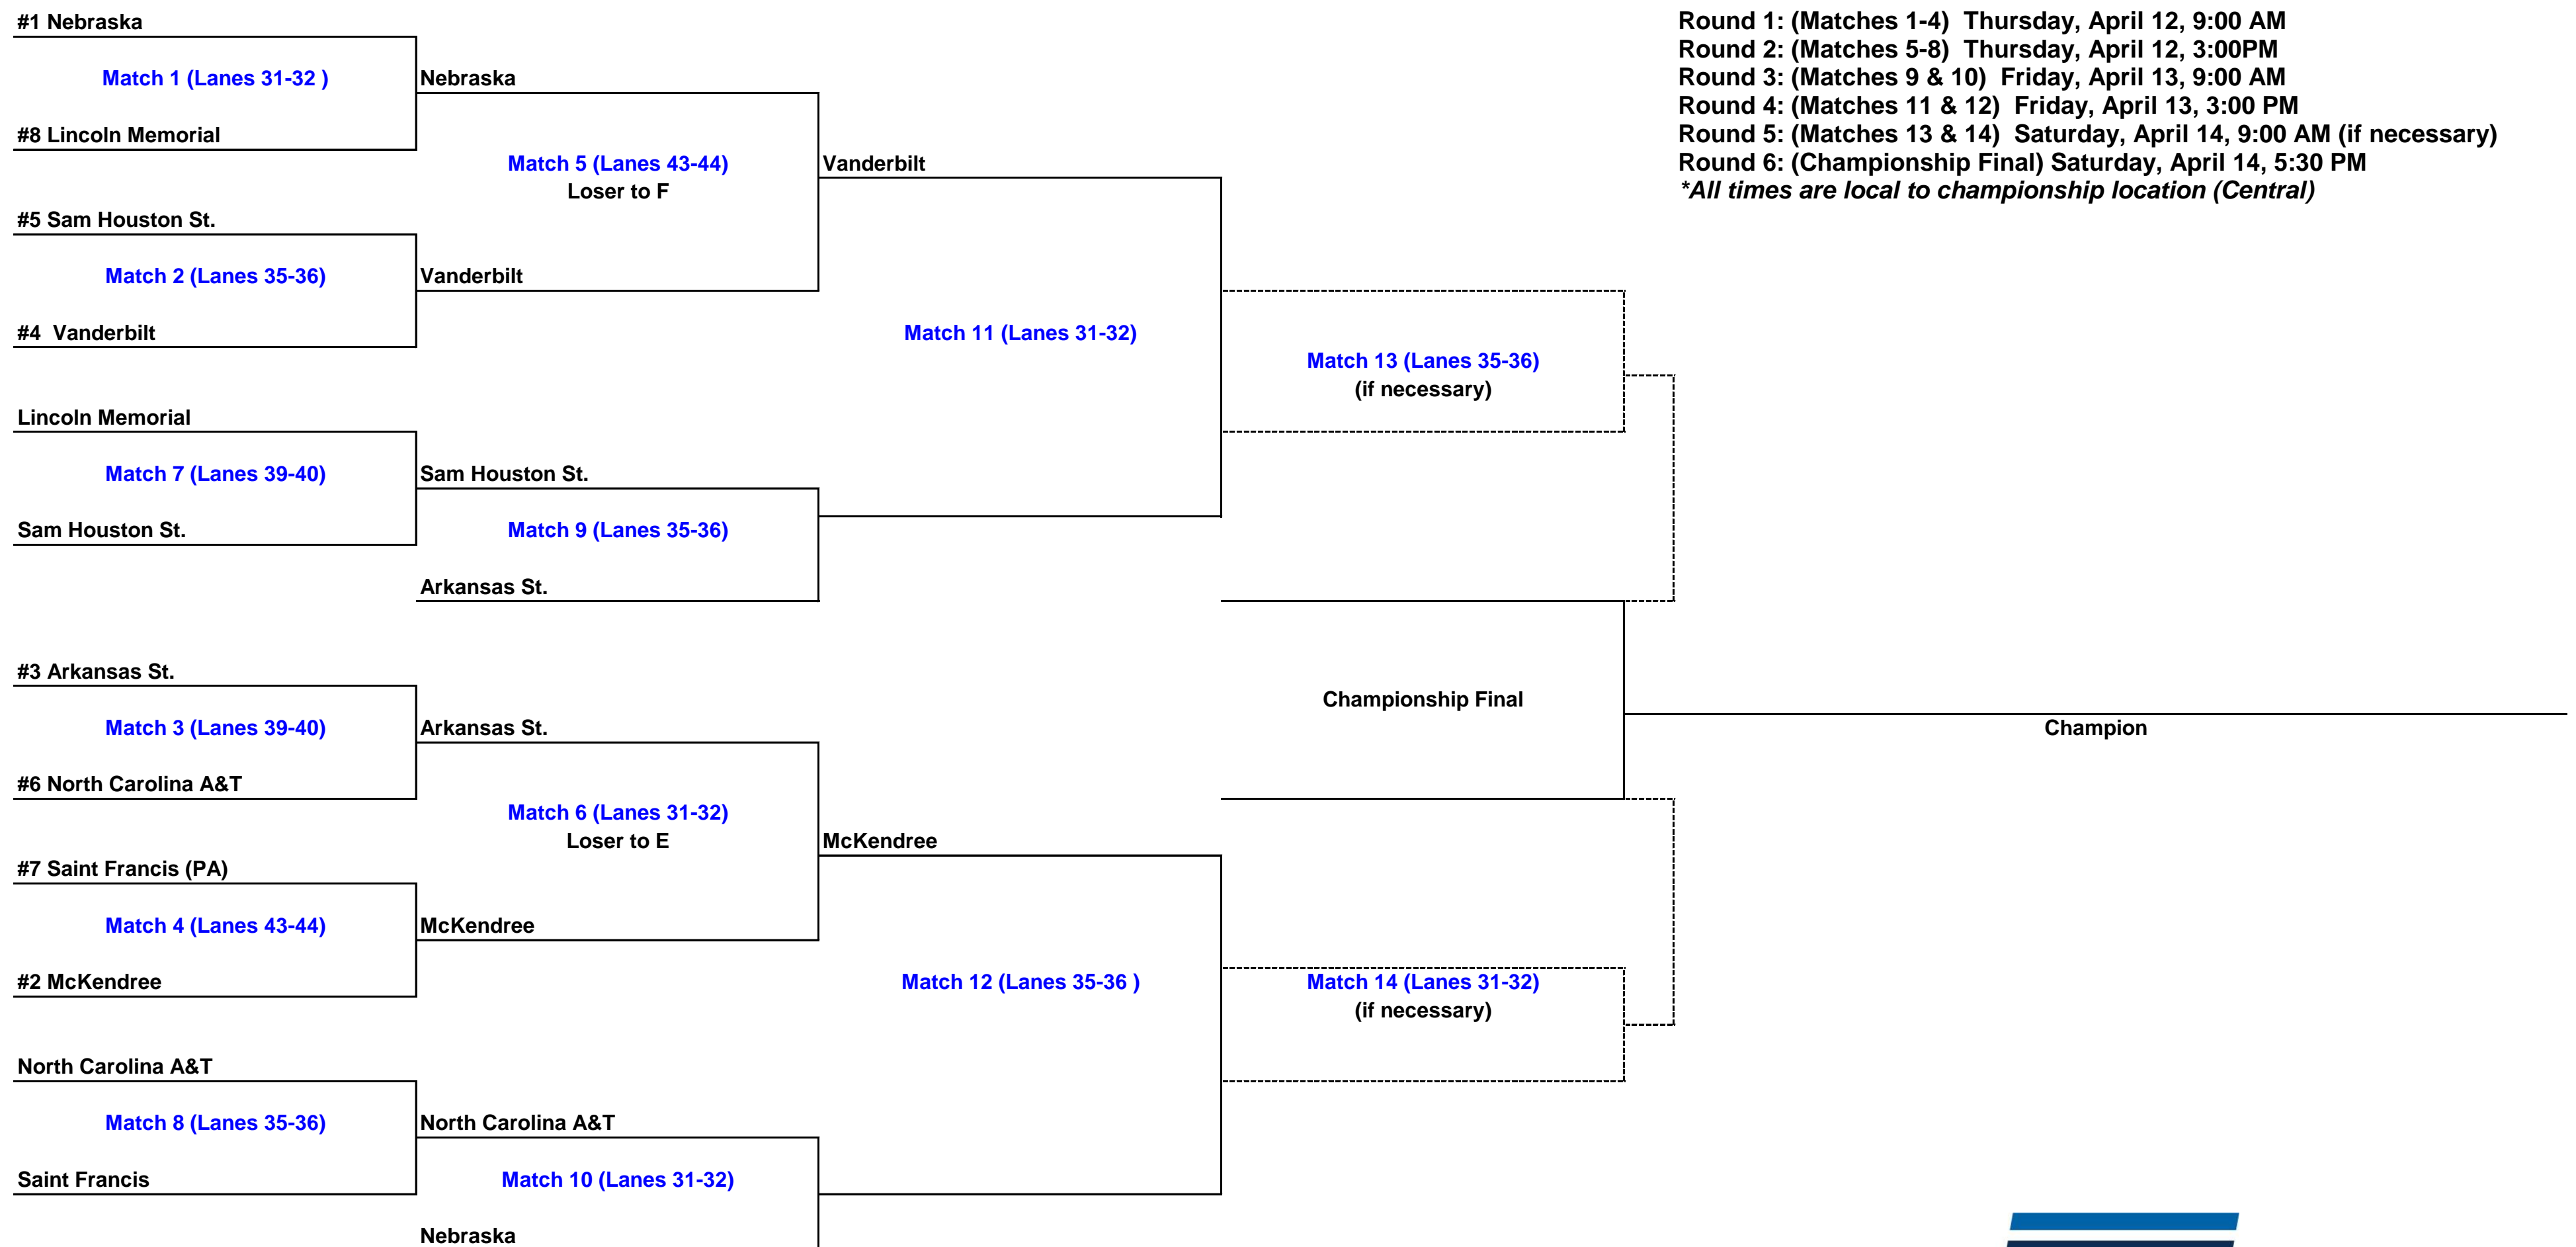 #1 Nebraska
Match 1 (Lanes 31-32 )
#8 Lincoln Memorial
#5 Sam Houston St.
Match 2 (Lanes 35-36)
#4  Vanderbilt
Lincoln Memorial
Match 7 (Lanes 39-40)
Sam Houston St.
#3 Arkansas St.
Match 3 (Lanes 39-40)
#6 North Carolina A&T
#7 Saint Francis (PA)
Match 4 (Lanes 43-44)
#2 McKendree
North Carolina A&T
Match 8 (Lanes 35-36)
Saint Francis
Nebraska
Match 5 (Lanes 43-44)
Loser to F
Vanderbilt
Sam Houston St.
Match 9 (Lanes 35-36)
Arkansas St.
Arkansas St.
Match 6 (Lanes 31-32)
Loser to E
McKendree
North Carolina A&T
Match 10 (Lanes 31-32)
Nebraska
Vanderbilt
Match 11 (Lanes 31-32)
McKendree
Match 12 (Lanes 35-36 )
Match 13 (Lanes 35-36)
(if necessary)
Championship Final
Match 14 (Lanes 31-32)
(if necessary)
Champion
Round 1: (Matches 1-4)  Thursday, April 12, 9:00 AM
Round 2: (Matches 5-8)  Thursday, April 12, 3:00PM
Round 3: (Matches 9 & 10)  Friday, April 13, 9:00 AM
Round 4: (Matches 11 & 12)  Friday, April 13, 3:00 PM
Round 5: (Matches 13 & 14)  Saturday, April 14, 9:00 AM (if necessary)
Round 6: (Championship Final) Saturday, April 14, 5:30 PM
*All times are local to championship location (Central)